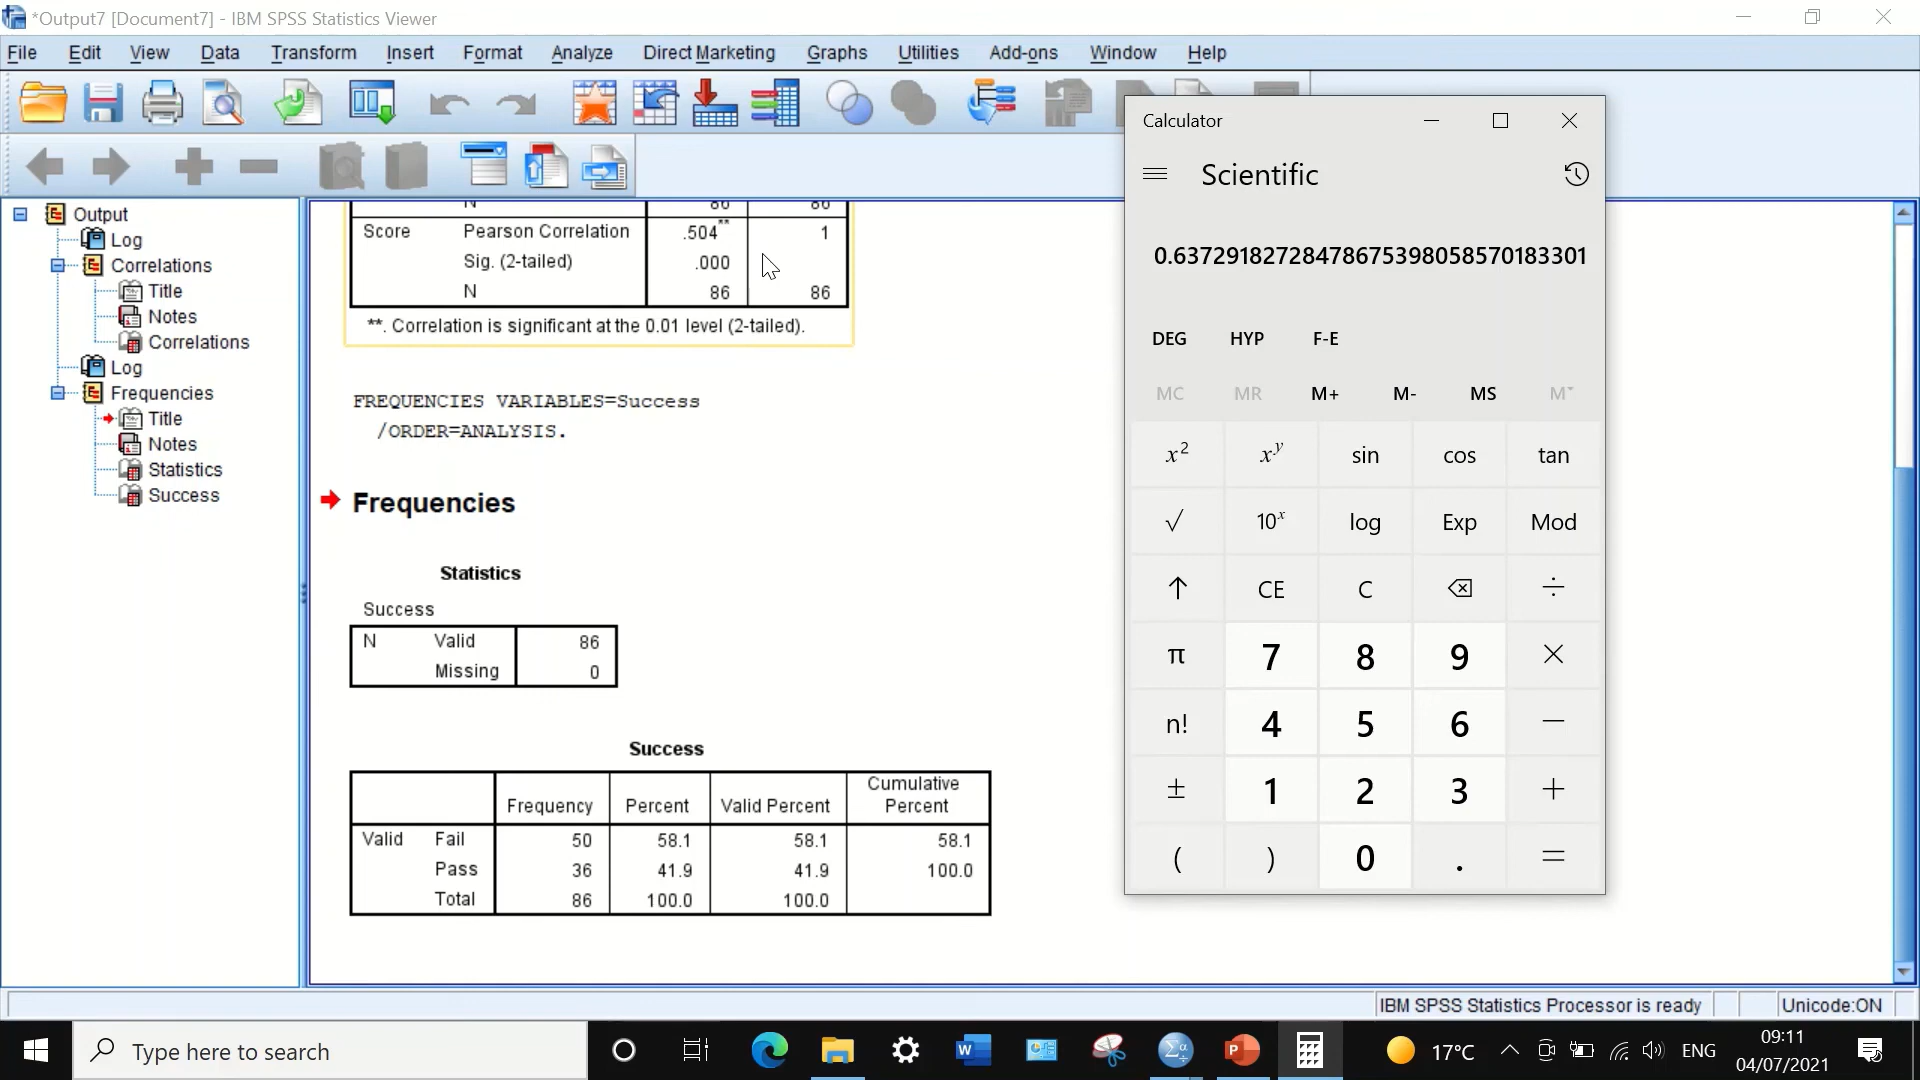 *Output7 [Document7] - IBM SPSS Statistics Viewer
File Edit View Data Transform Insert Format Analyze Direct Marketing Graphs Utilities Add-ons Window Help
Output
Log
Correlations
Title
Notes
Correlations
Log
Frequencies
Title
Notes
Statistics
Success
N 86 86
Score Pearson Correlation .504** 1
Sig. (2-tailed) .000
N 86 86
**. Correlation is significant at the 0.01 level (2-tailed).
FREQUENCIES VARIABLES=Success
/ORDER=ANALYSIS.
Frequencies
Statistics
Success
N Valid 86
Missing 0
Success
Frequency Percent Valid Percent Cumulative Percent
Valid Fail 50 58.1 58.1 58.1
Pass 36 41.9 41.9 100.0
Total 86 100.0 100.0
Calculator
Scientific
0.63729182728478675398058570183301
DEG HYP F-E
MC MR M+ M- MS M˅
x² xʸ sin cos tan
√ 10ˣ log Exp Mod
↑ CE C ⌫ ÷
π 7 8 9 ×
n! 4 5 6 −
± 1 2 3 +
( ) 0 . =
IBM SPSS Statistics Processor is ready Unicode:ON
Type here to search
17°C ENG 09:11
04/07/2021